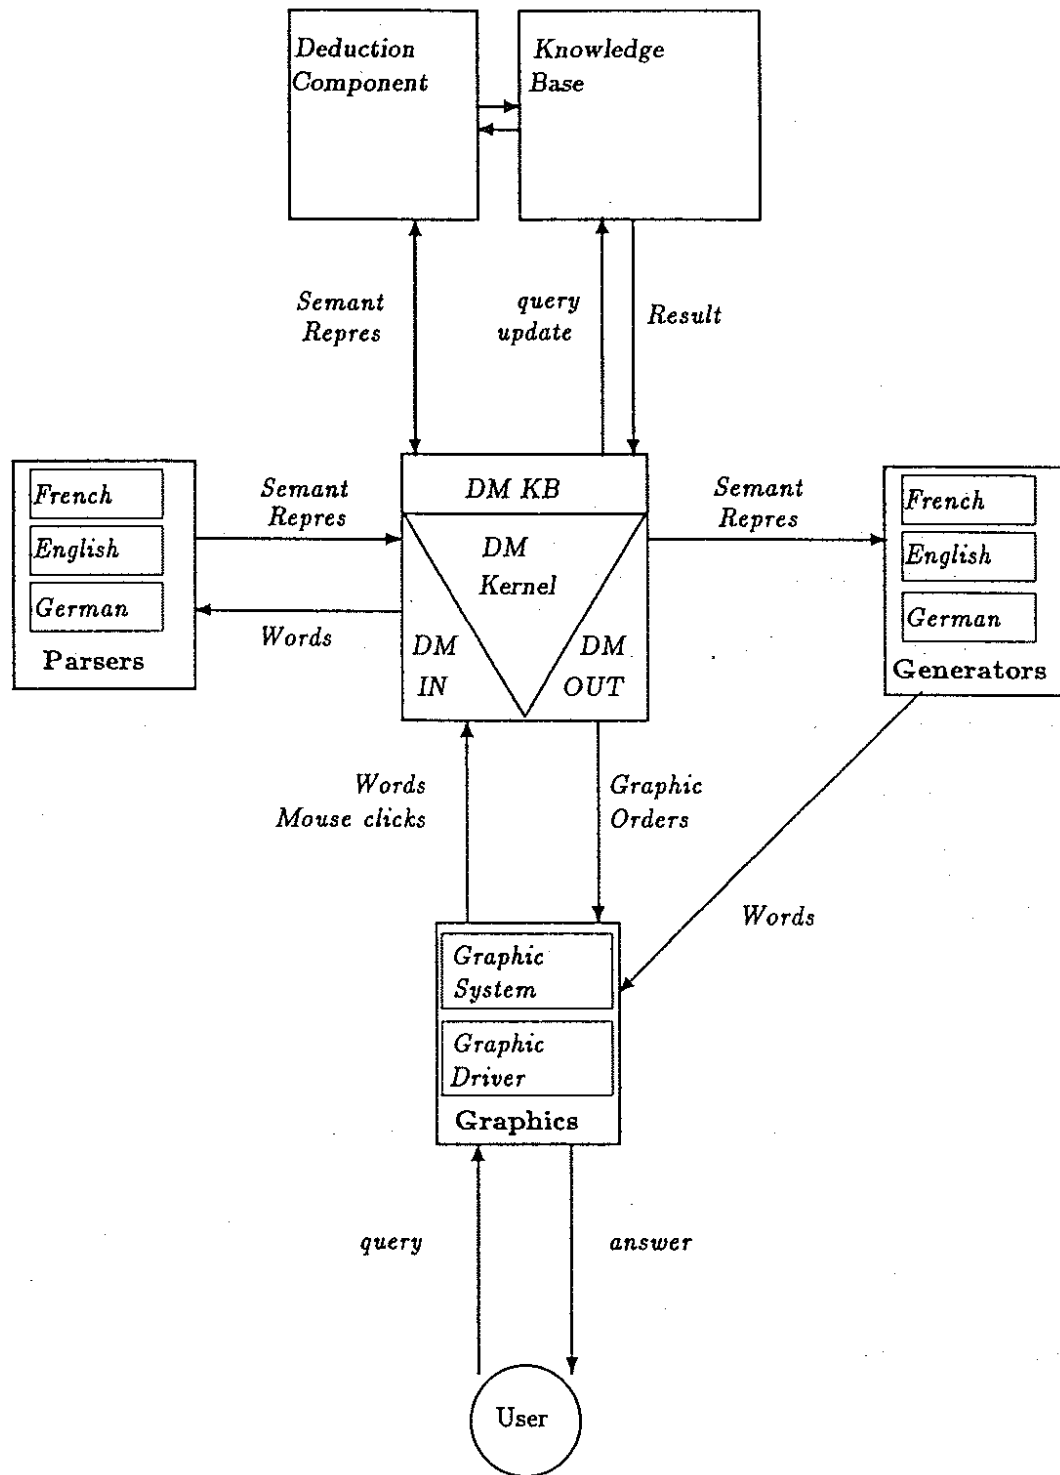 Deduction
Component
Knowledge
Base
Semant
Repres
query
update
Result
French
English
German
Parsers
Semant
Repres
Words
DM KB
DM
Kernel
DM
IN
DM
OUT
Semant
Repres
French
English
German
Generators
Words
Mouse clicks
Graphic
Orders
Words
Graphic
System
Graphic
Driver
Graphics
query
answer
User